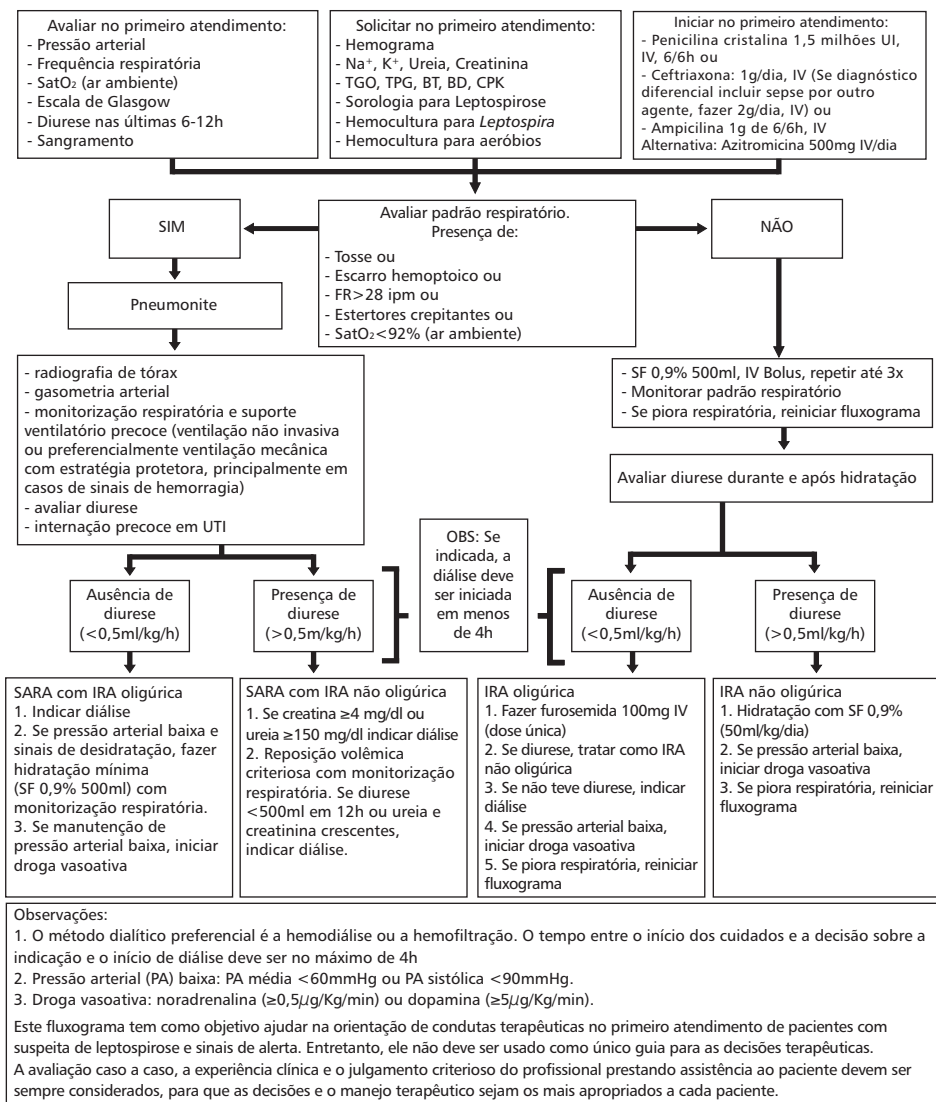 Avaliar no primeiro atendimento:
- Pressão arterial
- Frequência respiratória
- SatO₂ (ar ambiente)
- Escala de Glasgow
- Diurese nas últimas 6-12h
- Sangramento
Solicitar no primeiro atendimento:
- Hemograma
- Na⁺, K⁺, Ureia, Creatinina
- TGO, TPG, BT, BD, CPK
- Sorologia para Leptospirose
- Hemocultura para Leptospira
- Hemocultura para aeróbios
Iniciar no primeiro atendimento:
- Penicilina cristalina 1,5 milhões UI,
IV, 6/6h ou
- Ceftriaxona: 1g/dia, IV (Se diagnóstico
diferencial incluir sepse por outro
agente, fazer 2g/dia, IV) ou
- Ampicilina 1g de 6/6h, IV
Alternativa: Azitromicina 500mg IV/dia
SIM
Avaliar padrão respiratório.
Presença de:
- Tosse ou
- Escarro hemoptoico ou
- FR>28 ipm ou
- Estertores crepitantes ou
- SatO₂<92% (ar ambiente)
NÃO
Pneumonite
- radiografia de tórax
- gasometria arterial
- monitorização respiratória e suporte
ventilatório precoce (ventilação não invasiva
ou preferencialmente ventilação mecânica
com estratégia protetora, principalmente em
casos de sinais de hemorragia)
- avaliar diurese
- internação precoce em UTI
- SF 0,9% 500ml, IV Bolus, repetir até 3x
- Monitorar padrão respiratório
- Se piora respiratória, reiniciar fluxograma
Avaliar diurese durante e após hidratação
Ausência de
diurese
(<0,5ml/kg/h)
Presença de
diurese
(>0,5m/kg/h)
OBS: Se
indicada, a
diálise deve
ser iniciada
em menos
de 4h
Ausência de
diurese
(<0,5ml/kg/h)
Presença de
diurese
(>0,5ml/kg/h)
SARA com IRA oligúrica
1. Indicar diálise
2. Se pressão arterial baixa e
sinais de desidratação, fazer
hidratação mínima
(SF 0,9% 500ml) com
monitorização respiratória.
3. Se manutenção de
pressão arterial baixa, iniciar
droga vasoativa
SARA com IRA não oligúrica
1. Se creatina ≥4 mg/dl ou
ureia ≥150 mg/dl indicar diálise
2. Reposição volêmica
criteriosa com monitorização
respiratória. Se diurese
<500ml em 12h ou ureia e
creatinina crescentes,
indicar diálise.
IRA oligúrica
1. Fazer furosemida 100mg IV
(dose única)
2. Se diurese, tratar como IRA
não oligúrica
3. Se não teve diurese, indicar
diálise
4. Se pressão arterial baixa,
iniciar droga vasoativa
5. Se piora respiratória, reiniciar
fluxograma
IRA não oligúrica
1. Hidratação com SF 0,9%
(50ml/kg/dia)
2. Se pressão arterial baixa,
iniciar droga vasoativa
3. Se piora respiratória, reiniciar
fluxograma
Observações:
1. O método dialítico preferencial é a hemodiálise ou a hemofiltração. O tempo entre o início dos cuidados e a decisão sobre a
indicação e o início de diálise deve ser no máximo de 4h
2. Pressão arterial (PA) baixa: PA média <60mmHg ou PA sistólica <90mmHg.
3. Droga vasoativa: noradrenalina (≥0,5μg/Kg/min) ou dopamina (≥5μg/Kg/min).
Este fluxograma tem como objetivo ajudar na orientação de condutas terapêuticas no primeiro atendimento de pacientes com
suspeita de leptospirose e sinais de alerta. Entretanto, ele não deve ser usado como único guia para as decisões terapêuticas.
A avaliação caso a caso, a experiência clínica e o julgamento criterioso do profissional prestando assistência ao paciente devem ser
sempre considerados, para que as decisões e o manejo terapêutico sejam os mais apropriados a cada paciente.